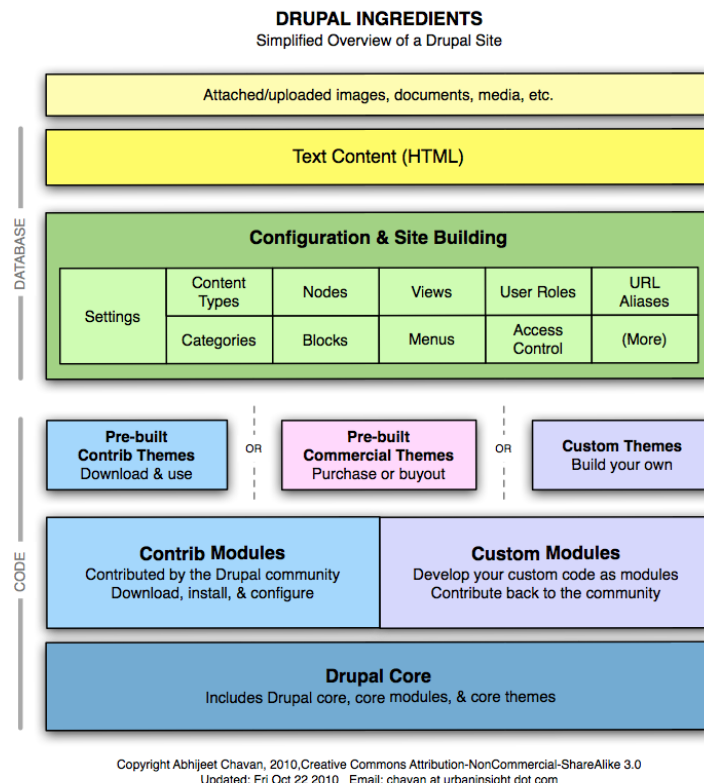 DRUPAL INGREDIENTS
Simplified Overview of a Drupal Site
Attached/uploaded images, documents, media, etc.
Text Content (HTML)
DATABASE
Configuration & Site Building
Settings
Content
Types
Nodes
Views
User Roles
URL
Aliases
Categories
Blocks
Menus
Access
Control
(More)
Pre-built
Contrib Themes
Download & use
OR
Pre-built
Commercial Themes
Purchase or buyout
OR
Custom Themes
Build your own
CODE
Contrib Modules
Contributed by the Drupal community
Download, install, & configure
Custom Modules
Develop your custom code as modules
Contribute back to the community
Drupal Core
Includes Drupal core, core modules, & core themes
Copyright Abhijeet Chavan, 2010,Creative Commons Attribution-NonCommercial-ShareAlike 3.0
Updated: Fri Oct 22 2010 Email: chavan at urbaninsight dot com